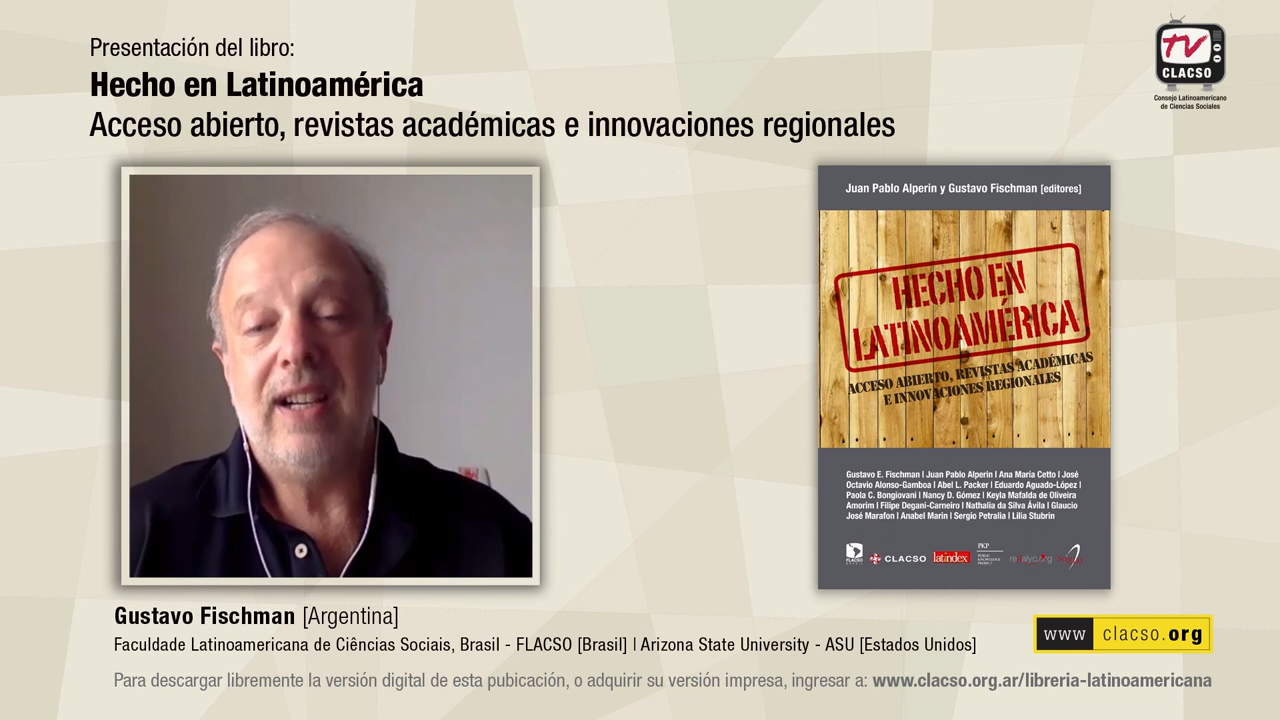 Presentación del libro:
Hecho en Latinoamérica
Acceso abierto, revistas académicas e innovaciones regionales
TV
CLACSO
Consejo Latinoamericano
de Ciencias Sociales
Juan Pablo Alperin y Gustavo Fischman [editores]
HECHO EN
LATINOAMÉRICA
ACCESO ABIERTO, REVISTAS ACADÉMICAS
E INNOVACIONES REGIONALES
Gustavo E. Fischman | Juan Pablo Alperin | Ana María Cetto | José
Octavio Alonso-Gamboa | Abel L. Packer | Eduardo Aguado-López |
Paola C. Bongiovani | Nancy D. Gómez | Keyla Mafalda de Oliveira
Amorim | Filipe Degani-Carneiro | Nathalia da Silva Ávila | Glaucio
José Marafon | Anabel Marin | Sergio Petralia | Lilia Stubrin
FLACSO
CLACSO
latindex
PKP
PUBLIC
KNOWLEDGE
PROJECT
redalyc.org
Gustavo Fischman [Argentina]
Faculdade Latinoamericana de Ciências Sociais, Brasil - FLACSO [Brasil] | Arizona State University - ASU [Estados Unidos]
www clacso.org
Para descargar libremente la versión digital de esta pubicación, o adquirir su versión impresa, ingresar a: www.clacso.org.ar/libreria-latinoamericana